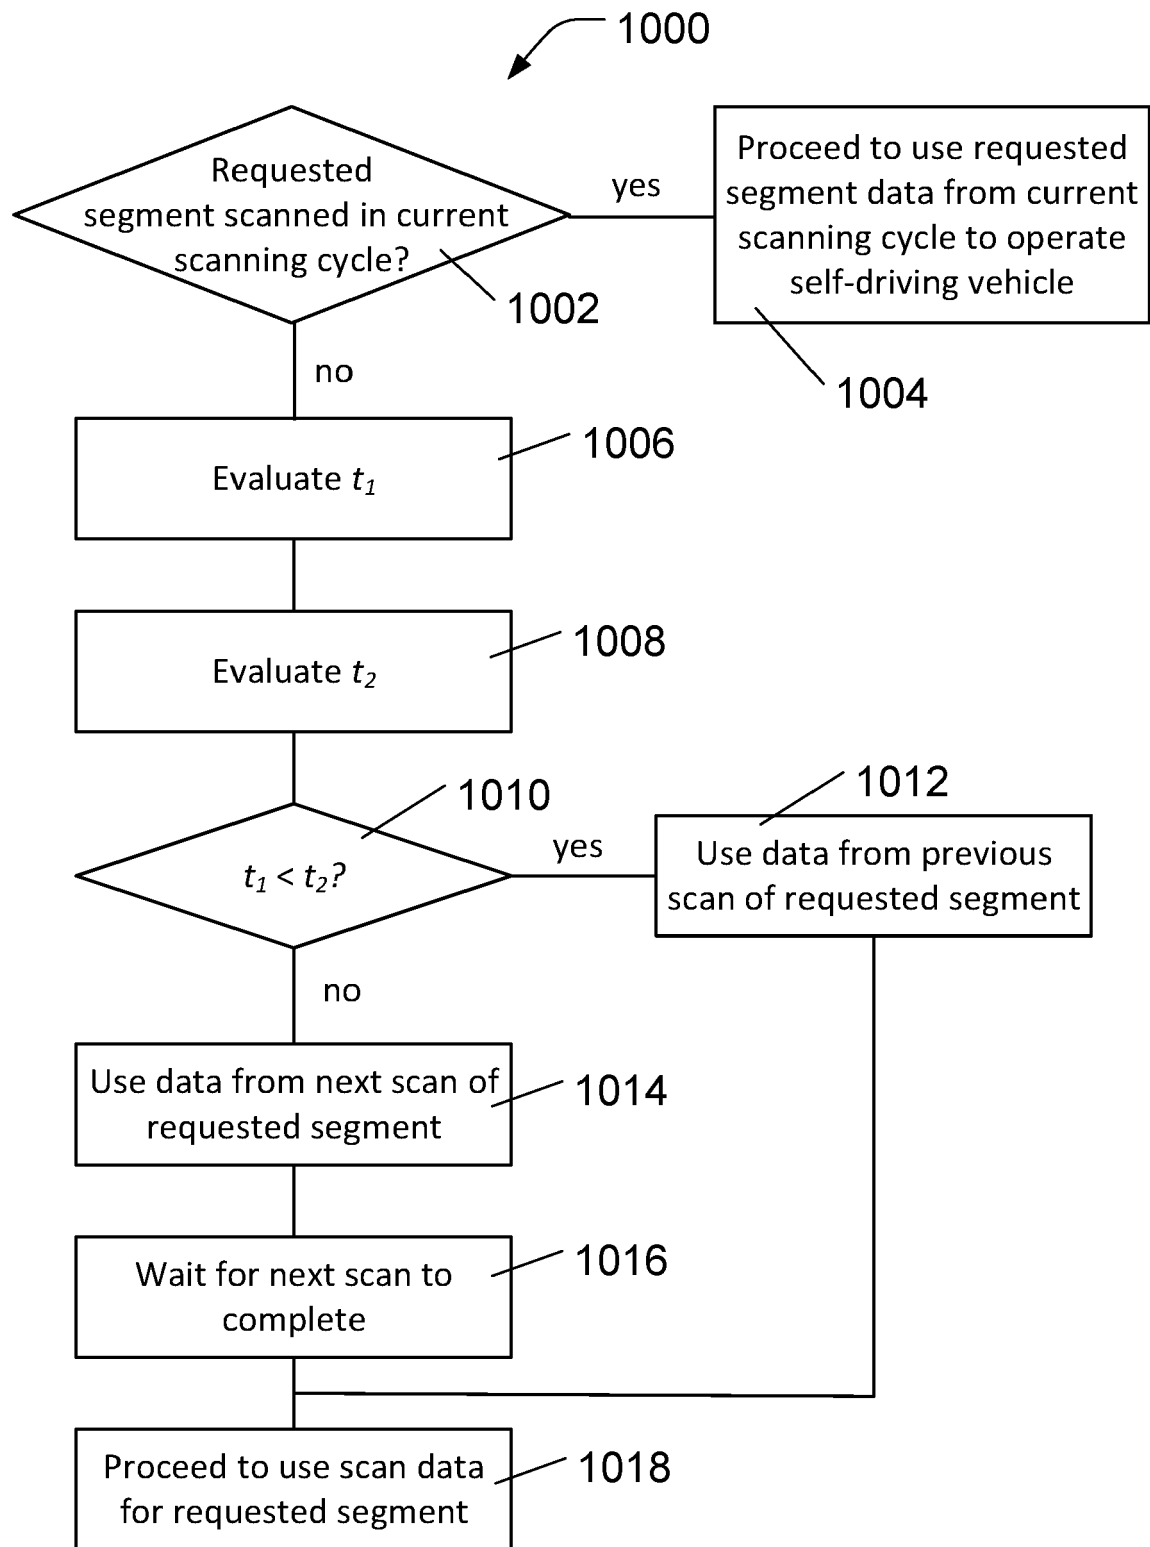 1000
Requested
segment scanned in current
scanning cycle?
1002
yes
Proceed to use requested
segment data from current
scanning cycle to operate
self-driving vehicle
1004
no
Evaluate t1
1006
Evaluate t2
1008
t1 < t2?
1010
yes
1012
Use data from previous
scan of requested segment
no
Use data from next scan of
requested segment
1014
Wait for next scan to
complete
1016
Proceed to use scan data
for requested segment
1018